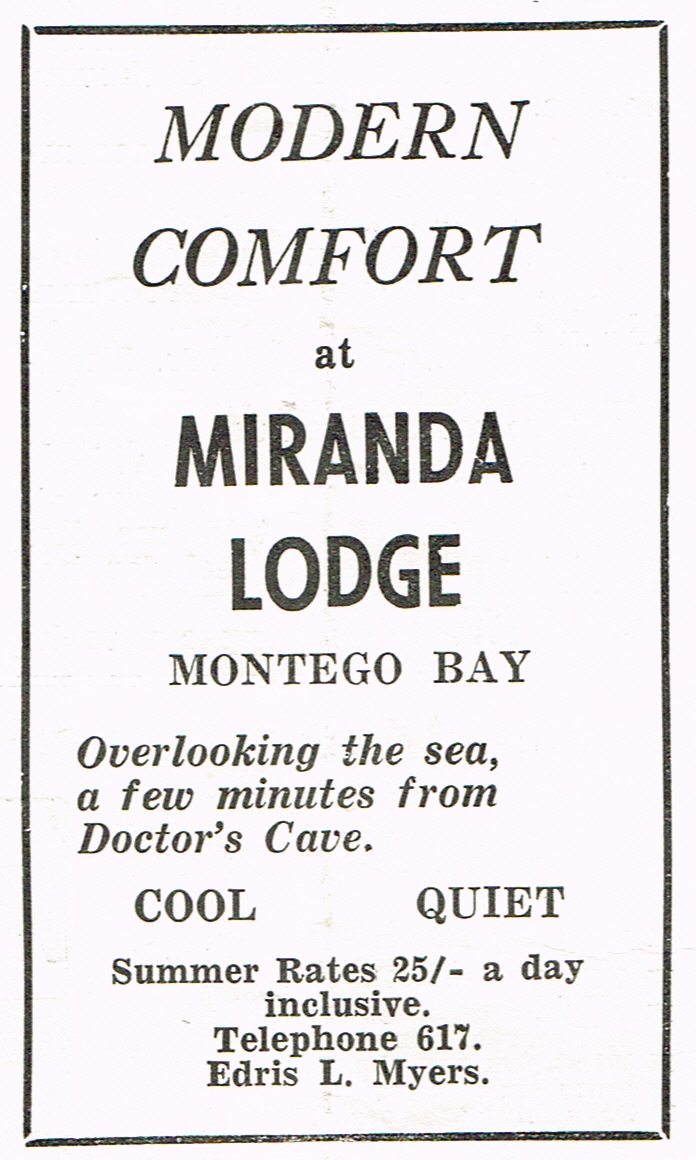 MODERN
COMFORT
at
MIRANDA
LODGE
MONTEGO BAY
Overlooking the sea,
a few minutes from
Doctor's Cave.
COOL QUIET
Summer Rates 25/- a day
inclusive.
Telephone 617.
Edris L. Myers.